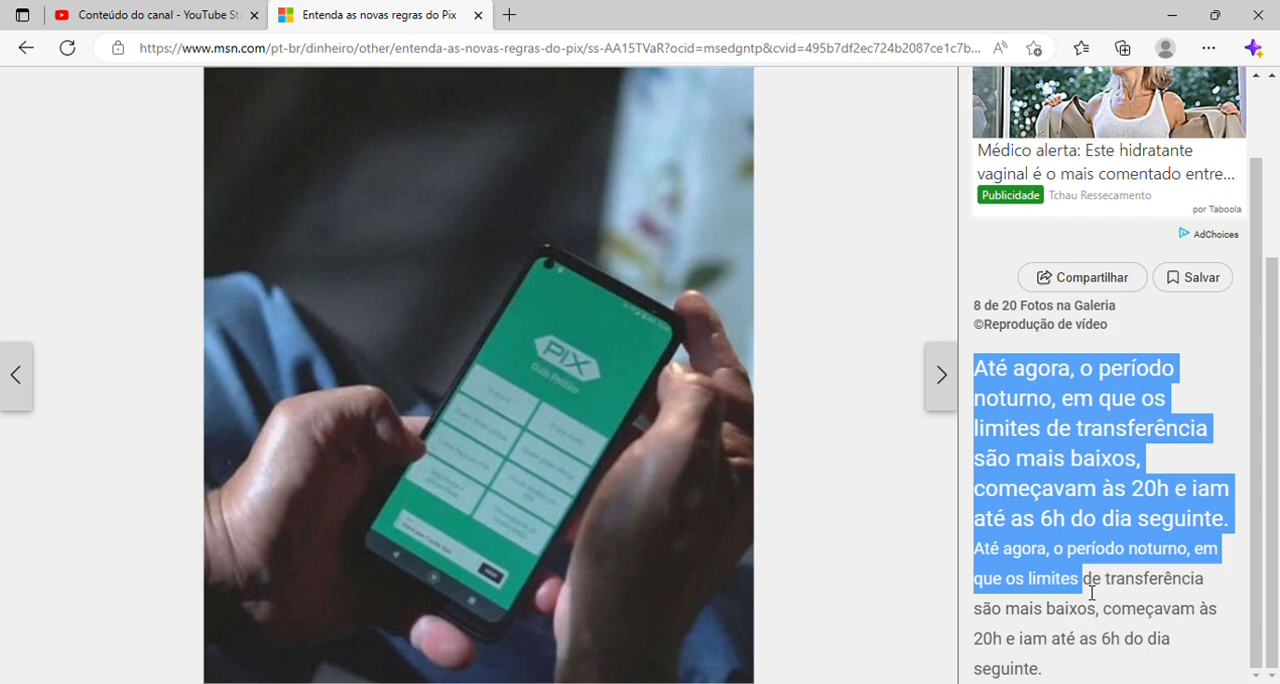 Conteúdo do canal - YouTube St
Entenda as novas regras do Pix
https://www.msn.com/pt-br/dinheiro/other/entenda-as-novas-regras-do-pix/ss-AA15TVaR?ocid=msedgntp&cvid=495b7df2ec724b2087ce1c7b...
PIX
Guia Prático
Médico alerta: Este hidratante
vaginal é o mais comentado entre...
Publicidade Tchau Ressecamento
por Taboola
AdChoices
Compartilhar Salvar
8 de 20 Fotos na Galeria
©Reprodução de vídeo
Até agora, o período
noturno, em que os
limites de transferência
são mais baixos,
começavam às 20h e iam
até as 6h do dia seguinte.
Até agora, o período noturno, em
que os limites de transferência
são mais baixos, começavam às
20h e iam até as 6h do dia
seguinte.